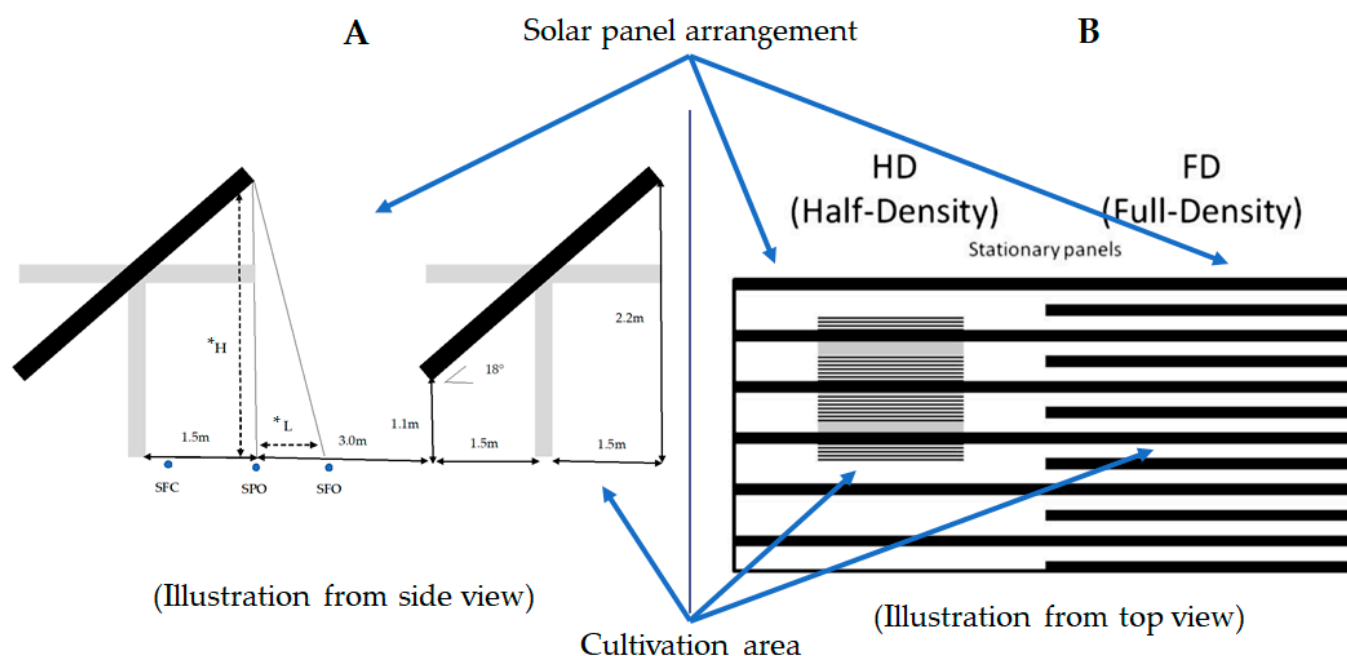 A
Solar panel arrangement
B
HD
(Half-Density)
FD
(Full-Density)
Stationary panels
*H
2.2m
18°
1.1m
1.5m
*L
3.0m
1.5m
1.5m
SFC
SPO
SFO
(Illustration from side view)
(Illustration from top view)
Cultivation area